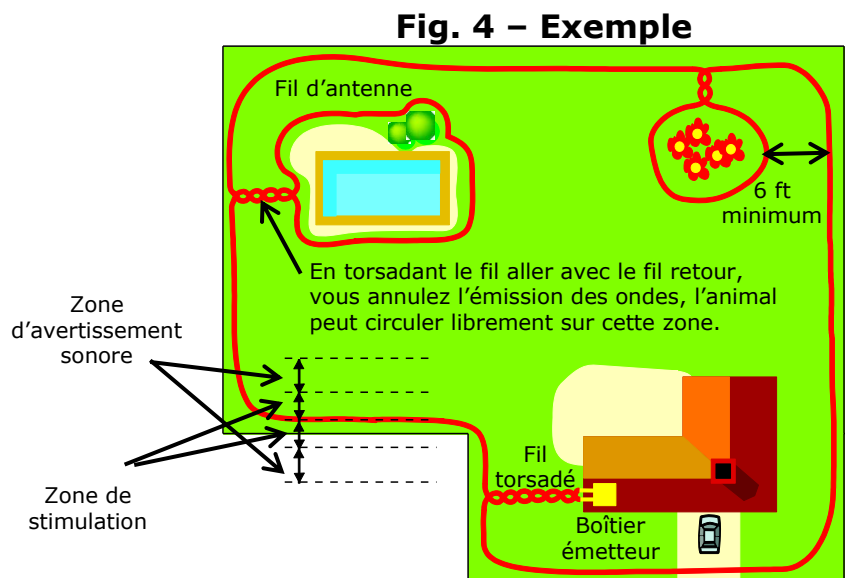 Fig. 4 – Exemple
Fil d’antenne
6 ft
minimum
En torsadant le fil aller avec le fil retour,
vous annulez l’émission des ondes, l’animal
peut circuler librement sur cette zone.
Zone
d’avertissement
sonore
Zone de
stimulation
Fil
torsadé
Boîtier
émetteur